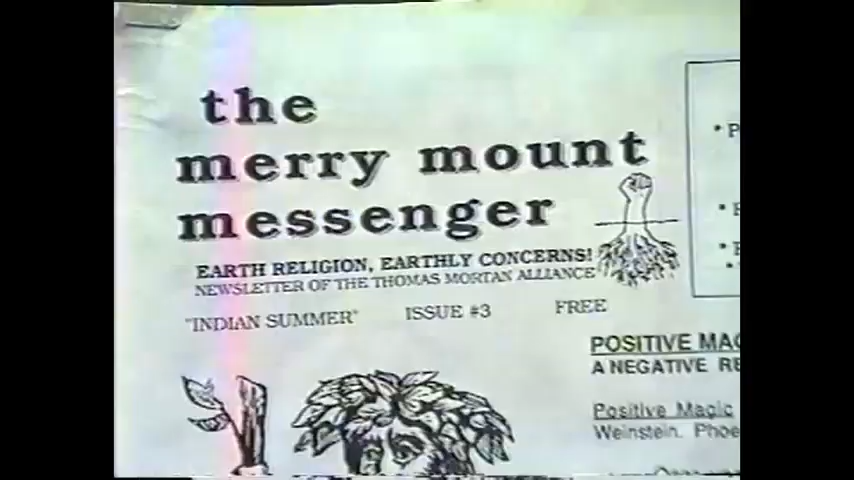 the
merry mount
messenger
EARTH RELIGION, EARTHLY CONCERNS!
NEWSLETTER OF THE THOMAS MORTAN ALLIANCE
"INDIAN SUMMER" ISSUE #3 FREE
POSITIVE MAG
A NEGATIVE RE
Positive Magic
Weinstein. Phoe